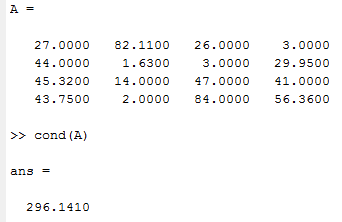 A =
27.0000 82.1100 26.0000 3.0000
44.0000 1.6300 3.0000 29.9500
45.3200 14.0000 47.0000 41.0000
43.7500 2.0000 84.0000 56.3600
>> cond(A)
ans =
296.1410